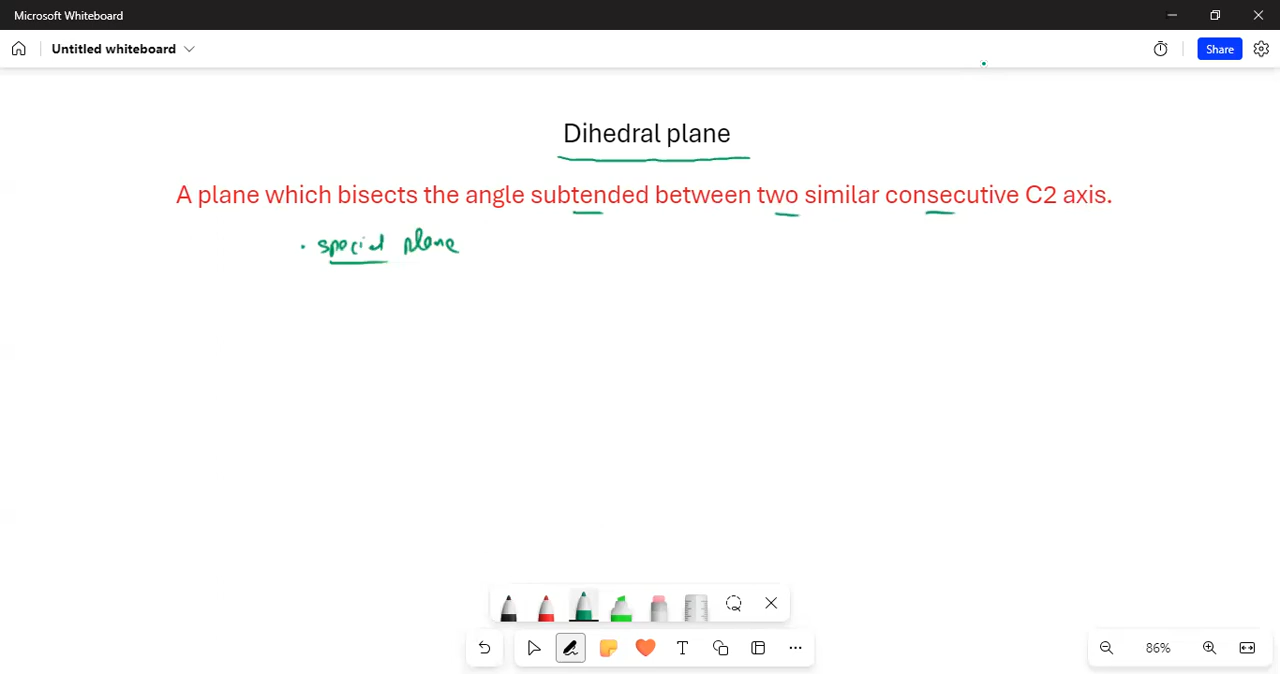 Microsoft Whiteboard
Untitled whiteboard
Share
Dihedral plane
A plane which bisects the angle subtended between two similar consecutive C2 axis.
• special plane
T
86%